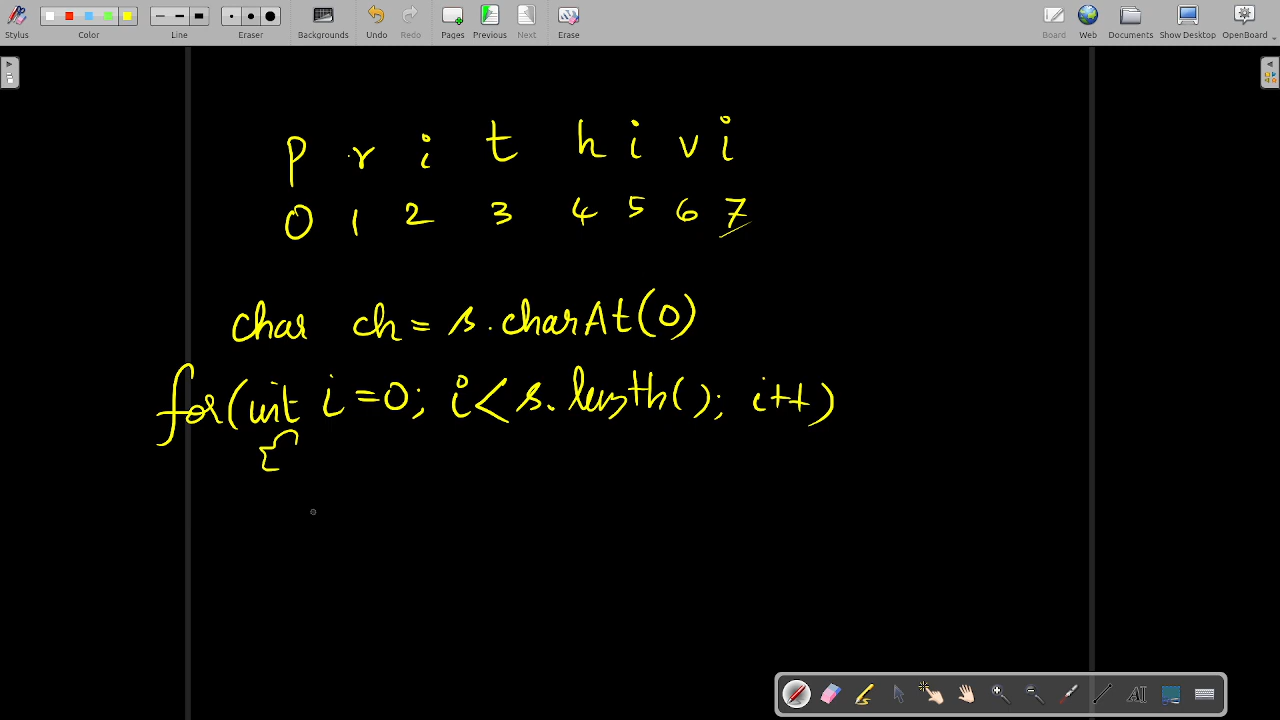 Stylus Color Line Eraser Backgrounds Undo Redo Pages Previous Next Erase Board Web Documents Show Desktop OpenBoard
p r i t h i v i
0 1 2 3 4 5 6 7
char ch = s.charAt(0)
for(int i=0; i<s.length(); i++)
{
AI